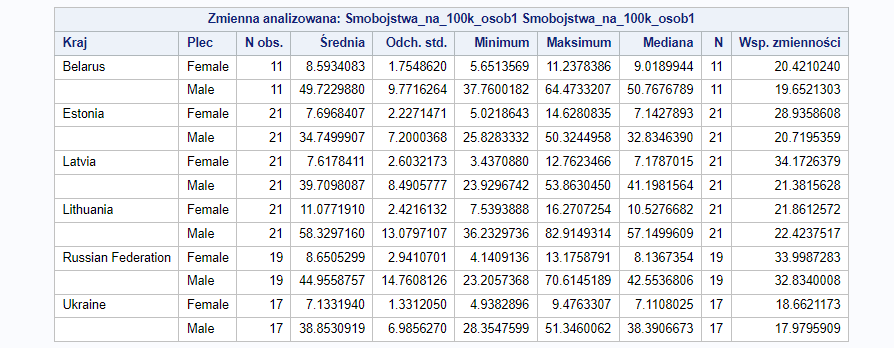 Zmienna analizowana: Smobojstwa_na_100k_osob1 Smobojstwa_na_100k_osob1
Kraj Plec N obs. Średnia Odch. std. Minimum Maksimum Mediana N Wsp. zmienności
Belarus Female 11 8.5934083 1.7548620 5.6513569 11.2378386 9.0189944 11 20.4210240
Male 11 49.7229880 9.7716264 37.7600182 64.4733207 50.7676789 11 19.6521303
Estonia Female 21 7.6968407 2.2271471 5.0218643 14.6280835 7.1427893 21 28.9358608
Male 21 34.7499907 7.2000368 25.8283332 50.3244958 32.8346390 21 20.7195359
Latvia Female 21 7.6178411 2.6032173 3.4370880 12.7623466 7.1787015 21 34.1726379
Male 21 39.7098087 8.4905777 23.9296742 53.8630450 41.1981564 21 21.3815628
Lithuania Female 21 11.0771910 2.4216132 7.5393888 16.2707254 10.5276682 21 21.8612572
Male 21 58.3297160 13.0797107 36.2329736 82.9149314 57.1499609 21 22.4237517
Russian Federation Female 19 8.6505292 2.9410701 4.1409136 13.1758791 8.1367354 19 33.9987283
Male 19 44.9558757 14.7608126 23.2057368 70.6145189 42.5536806 19 32.8340008
Ukraine Female 17 7.1331940 1.3312050 4.9382896 9.4763307 7.1108025 17 18.6621173
Male 17 38.8530919 6.9856270 28.3547599 51.3460062 38.3906673 17 17.9795909